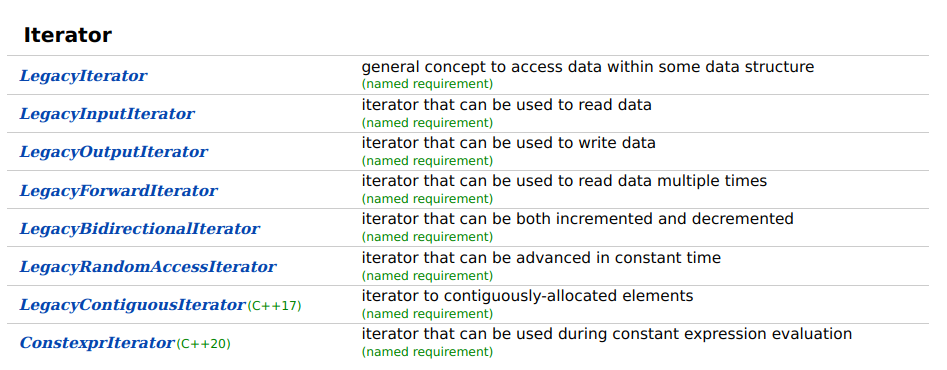 Iterator
LegacyIterator
general concept to access data within some data structure
(named requirement)
LegacyInputIterator
iterator that can be used to read data
(named requirement)
LegacyOutputIterator
iterator that can be used to write data
(named requirement)
LegacyForwardIterator
iterator that can be used to read data multiple times
(named requirement)
LegacyBidirectionalIterator
iterator that can be both incremented and decremented
(named requirement)
LegacyRandomAccessIterator
iterator that can be advanced in constant time
(named requirement)
LegacyContiguousIterator (C++17)
iterator to contiguously-allocated elements
(named requirement)
ConstexprIterator (C++20)
iterator that can be used during constant expression evaluation
(named requirement)